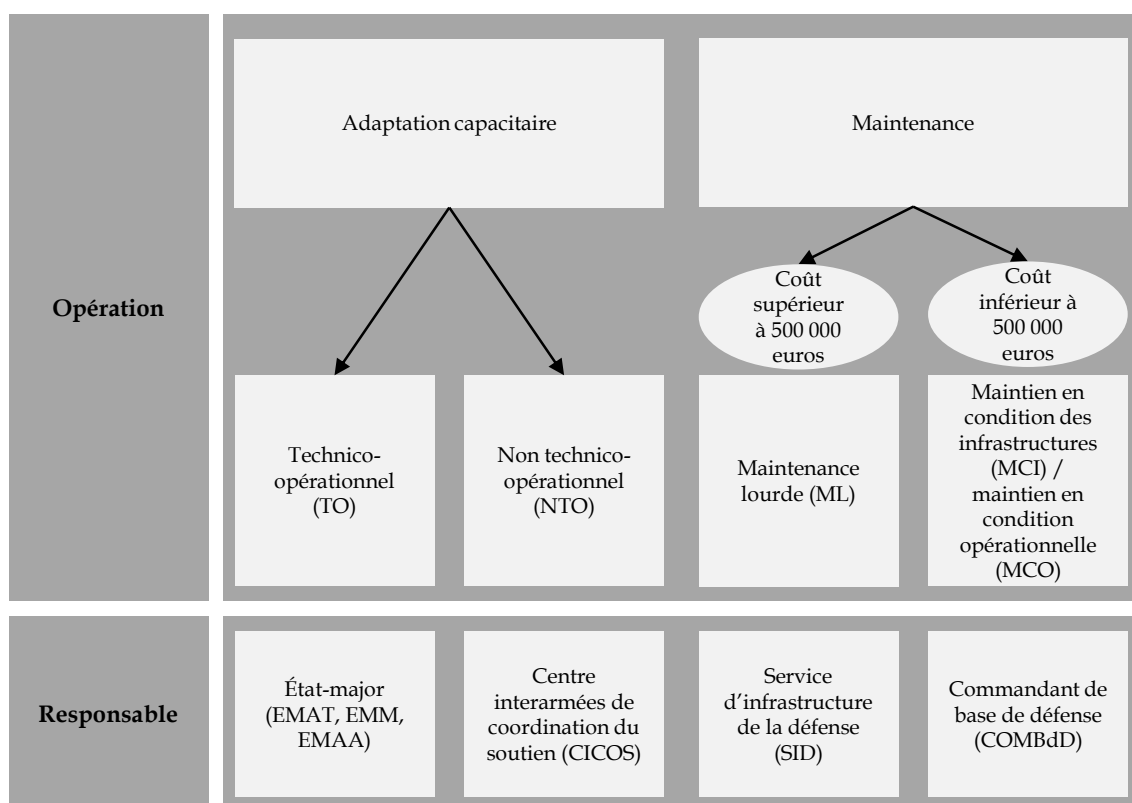 Opération
Adaptation capacitaire
Maintenance
Coût
supérieur
à 500 000
euros
Coût
inférieur à
500 000
euros
Technico-
opérationnel
(TO)
Non technico-
opérationnel
(NTO)
Maintenance
lourde (ML)
Maintien en
condition des
infrastructures
(MCI) /
maintien en
condition
opérationnelle
(MCO)
Responsable
État-major
(EMAT, EMM,
EMAA)
Centre
interarmées de
coordination du
soutien (CICOS)
Service
d’infrastructure
de la défense
(SID)
Commandant de
base de défense
(COMBdD)